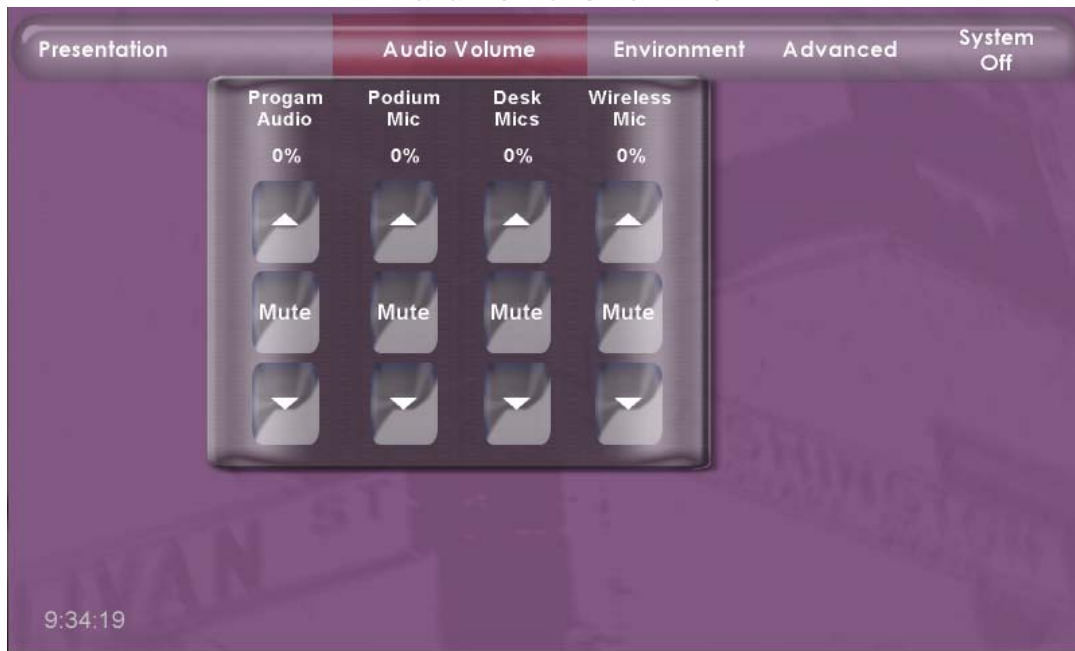 Presentation
Audio Volume
Environment
Advanced
System
Off
Progam
Audio
Podium
Mic
Desk
Mics
Wireless
Mic
0%
0%
0%
0%
Mute
Mute
Mute
Mute
ST
9:34:19